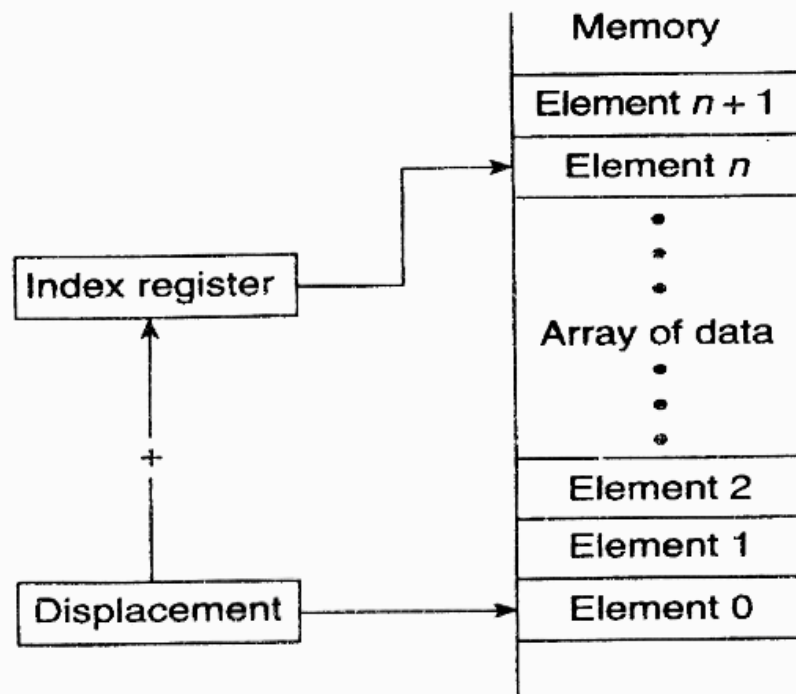 Memory
Element n + 1
Element n
Index register
Array of data
+
Element 2
Element 1
Displacement
Element 0